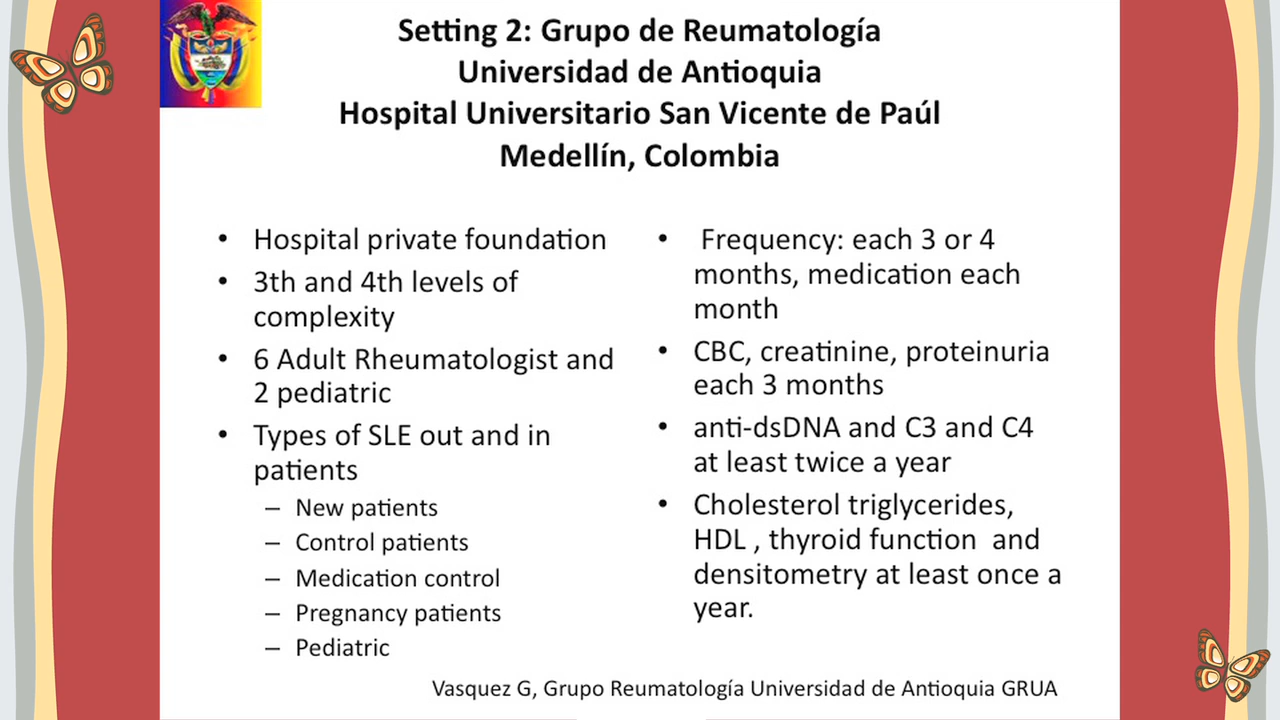 Setting 2: Grupo de Reumatología
Universidad de Antioquia
Hospital Universitario San Vicente de Paúl
Medellín, Colombia
• Hospital private foundation
• 3th and 4th levels of
complexity
• 6 Adult Rheumatologist and
2 pediatric
• Types of SLE out and in
patients
– New patients
– Control patients
– Medication control
– Pregnancy patients
– Pediatric
• Frequency: each 3 or 4
months, medication each
month
• CBC, creatinine, proteinuria
each 3 months
• anti-dsDNA and C3 and C4
at least twice a year
• Cholesterol triglycerides,
HDL , thyroid function  and
densitometry at least once a
year.
Vasquez G, Grupo Reumatología Universidad de Antioquia GRUA